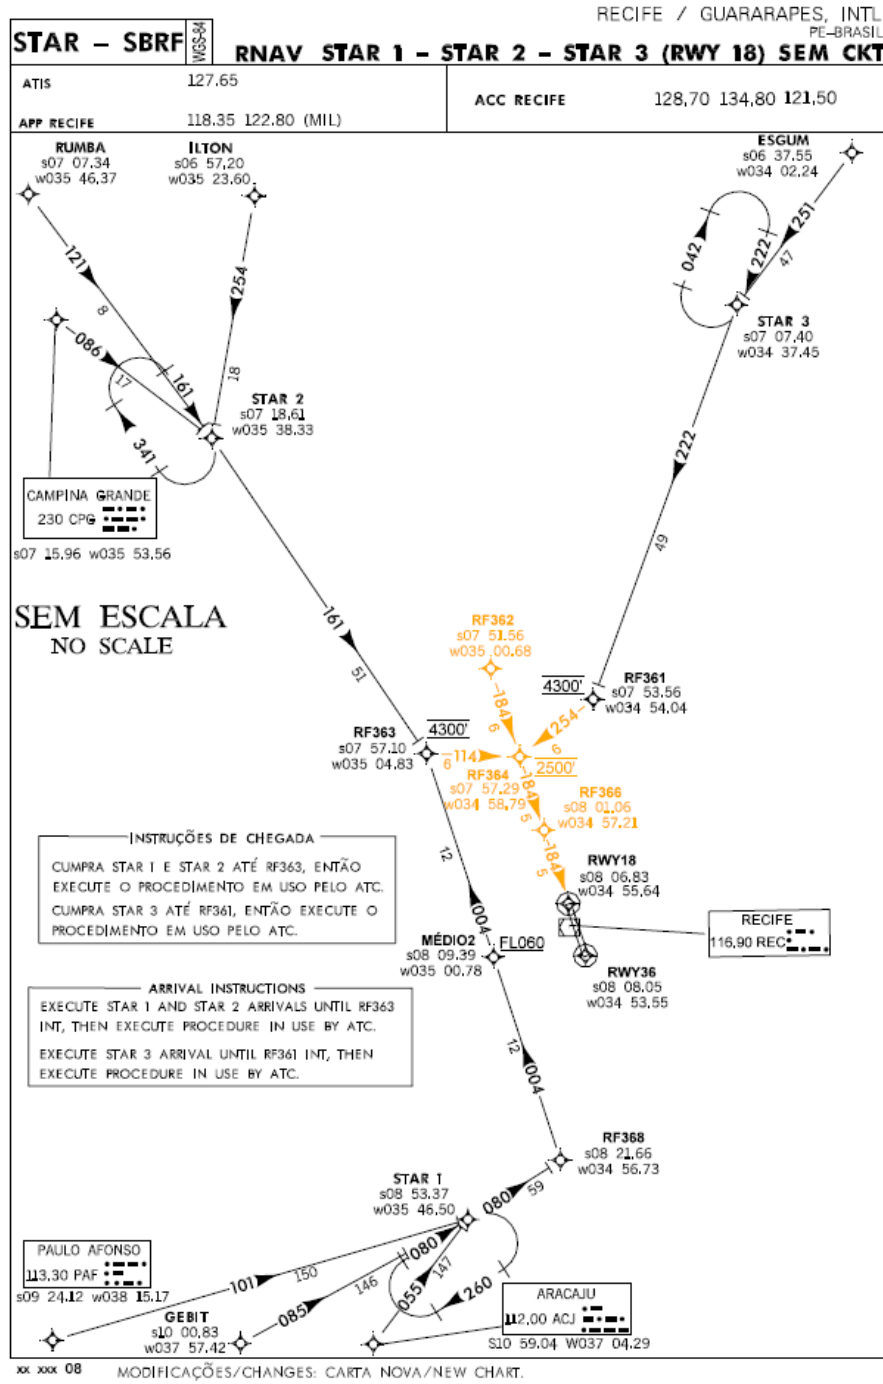 RECIFE / GUARARAPES, INTL
PE-BRASIL
STAR – SBRF
WGS-84
RNAV STAR 1 – STAR 2 – STAR 3 (RWY 18) SEM CKT
ATIS 127.65
APP RECIFE 118.35 122.80 (MIL)
ACC RECIFE 128,70 134,80 121,50
RUMBA
s07 07.34
w035 46.37
ILTON
s06 57.20
w035 23.60
ESGUM
s06 37.55
w034 02.24
121
8
254
18
086
17
161
341
042
222
251
47
STAR 3
s07 07.40
w034 37.45
STAR 2
s07 18.61
w035 38.33
CAMPINA GRANDE
230 CPG
s07 15.96 w035 53.56
222
49
SEM ESCALA
NO SCALE
161
51
RF362
s07 51.56
w035 00.68
184
6
4300'
RF361
s07 53.56
w034 54.04
254
6
RF363
s07 57.10
w035 04.83
4300'
114
6
2500'
RF364
s07 57.29
w034 58.79
184
5
RF366
s08 01.06
w034 57.21
184
5
RWY18
s08 06.83
w034 55.64
INSTRUÇÕES DE CHEGADA
CUMPRA STAR 1 E STAR 2 ATÉ RF363, ENTÃO
EXECUTE O PROCEDIMENTO EM USO PELO ATC.
CUMPRA STAR 3 ATÉ RF361, ENTÃO EXECUTE O
PROCEDIMENTO EM USO PELO ATC.
12
004
RECIFE
116,90 REC
MÉDIO2
s08 09.39
w035 00.78
FL060
RWY36
s08 08.05
w034 53.55
ARRIVAL INSTRUCTIONS
EXECUTE STAR 1 AND STAR 2 ARRIVALS UNTIL RF363
INT, THEN EXECUTE PROCEDURE IN USE BY ATC.
EXECUTE STAR 3 ARRIVAL UNTIL RF361 INT, THEN
EXECUTE PROCEDURE IN USE BY ATC.
12
004
RF368
s08 21.66
w034 56.73
STAR 1
s08 53.37
w035 46.50
080
59
PAULO AFONSO
113.30 PAF
s09 24.12 w038 15.17
101
150
080
146
147
085
055
260
GEBIT
s10 00.83
w037 57.42
ARACAJU
112.00 ACJ
S10 59.04 W037 04.29
xx xxx 08 MODIFICAÇÕES/CHANGES: CARTA NOVA/NEW CHART.